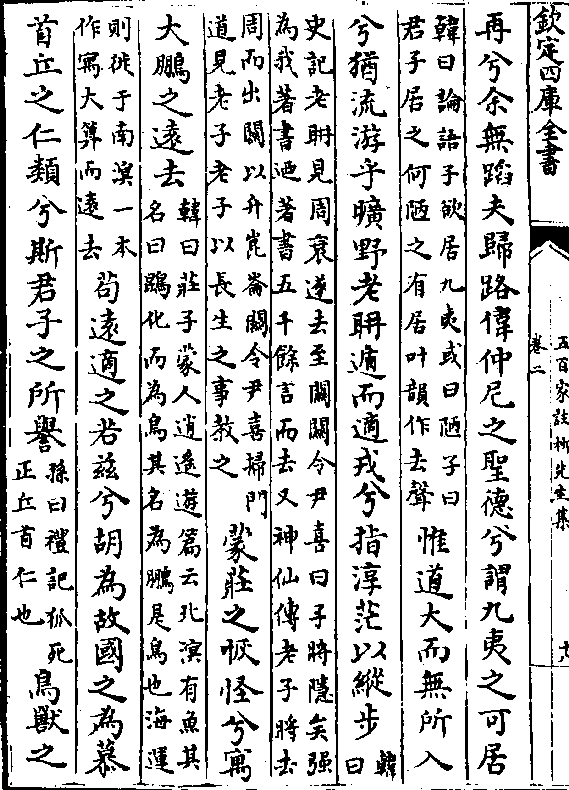 欽定四庫全書
五百家註柳先生集
卷二
十八
再兮余無蹈夫歸路偉仲尼之聖德兮謂九夷之可居
韓曰論語子欲居九夷或曰陋子曰
君子居之何陋之有居叶韻作去聲
惟道大而無所入
兮猶流游乎曠野老聃遁而適戎兮指淳茫以縱步
韓曰
史記老聃見周衰遂去至關關令尹喜曰子將隱矣强
為我著書廼著書五千餘言而去又神仙傳老子將去
周而出關以升崑崙關令尹喜掃門
道見老子老子以長生之事教之
蒙莊之恢怪兮寓
大鵬之遠去
韓曰莊子蒙人逍遙遊篇云北溟有魚其
名曰鵾化而為鳥其名為鵬是鳥也海運
則徙于南溟一本
作寓大算而遠去
苟遠適之若兹兮胡為故國之為慕
首丘之仁類兮斯君子之所譽
孫曰禮記狐死
正丘首仁也
鳥獸之